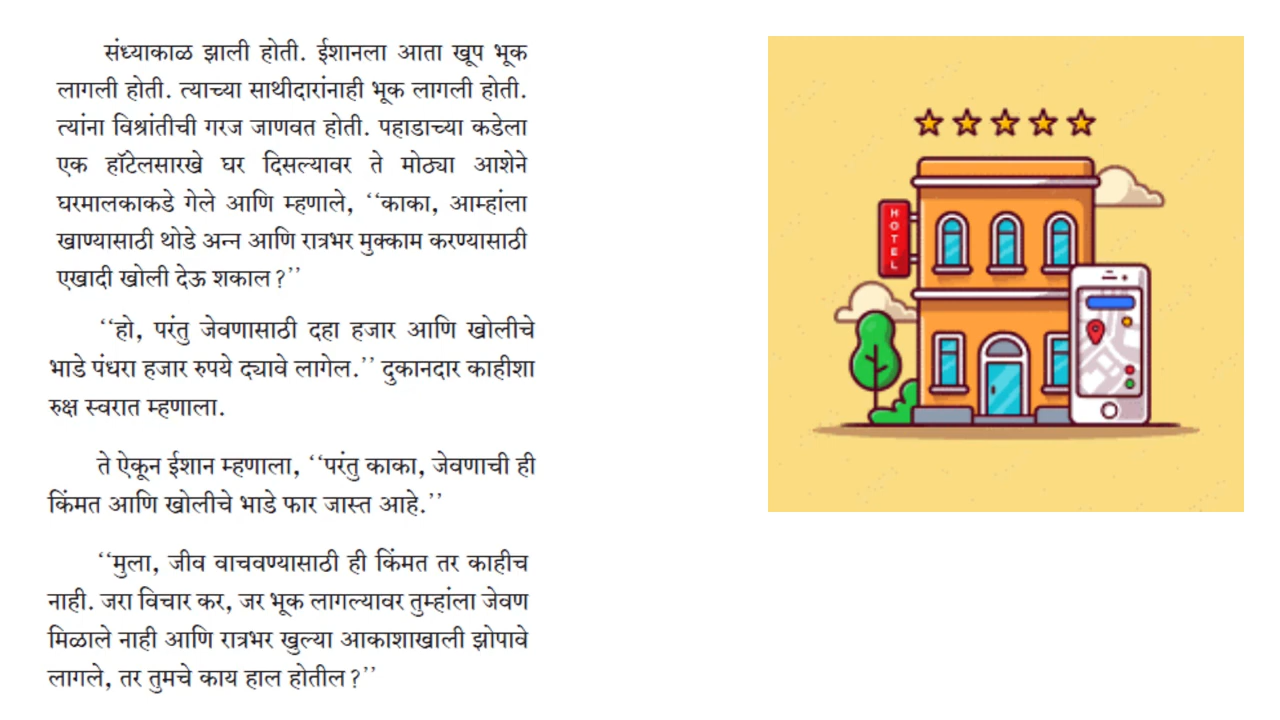 संध्याकाळ झाली होती. ईशानला आता खूप भूक
लागली होती. त्याच्या साथीदारांनाही भूक लागली होती.
त्यांना विश्रांतीची गरज जाणवत होती. पहाडाच्या कडेला
एक हॉटेलसारखे घर दिसल्यावर ते मोठ्या आशेने
घरमालकाकडे गेले आणि म्हणाले, ‘‘काका, आम्हांला
खाण्यासाठी थोडे अन्न आणि रात्रभर मुक्काम करण्यासाठी
एखादी खोली देऊ शकाल?’’
‘‘हो, परंतु जेवणासाठी दहा हजार आणि खोलीचे
भाडे पंधरा हजार रुपये द्यावे लागेल.’’ दुकानदार काहीशा
रुक्ष स्वरात म्हणाला.
ते ऐकून ईशान म्हणाला, ‘‘परंतु काका, जेवणाची ही
किंमत आणि खोलीचे भाडे फार जास्त आहे.’’
‘‘मुला, जीव वाचवण्यासाठी ही किंमत तर काहीच
नाही. जरा विचार कर, जर भूक लागल्यावर तुम्हांला जेवण
मिळाले नाही आणि रात्रभर खुल्या आकाशाखाली झोपावे
लागले, तर तुमचे काय हाल होतील?’’
HOTEL